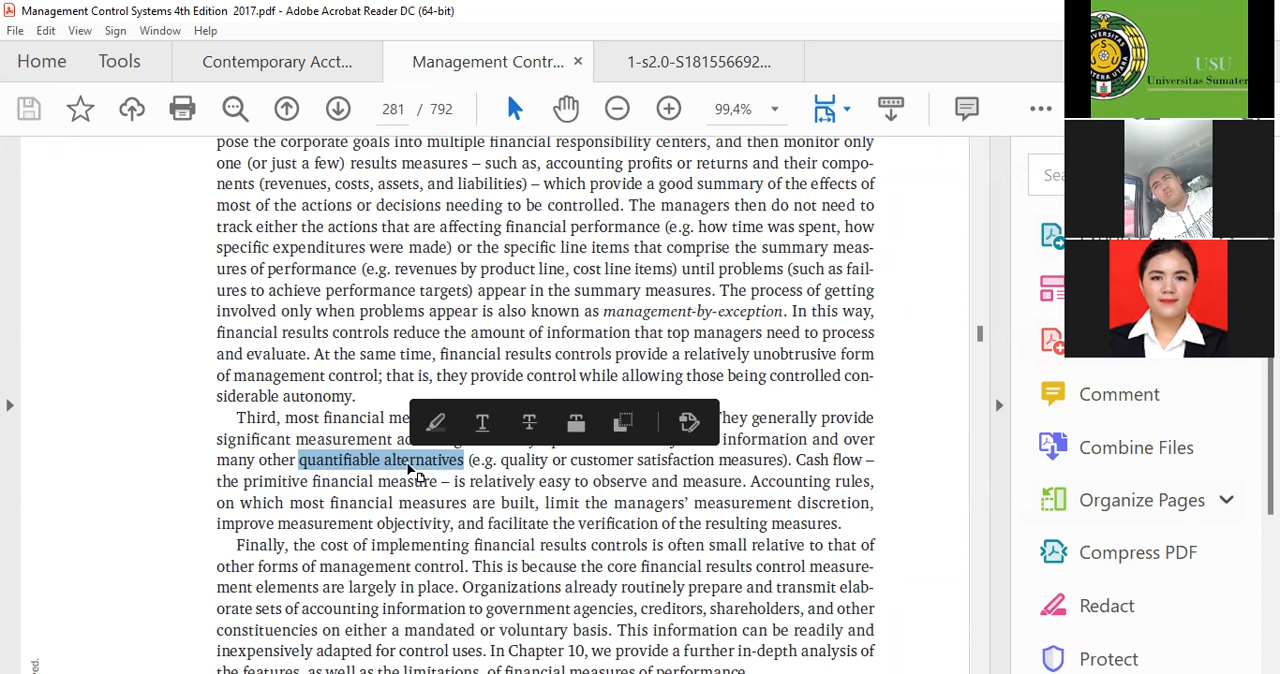 Management Control Systems 4th Edition 2017.pdf - Adobe Acrobat Reader DC (64-bit)
File Edit View Sign Window Help
Home Tools Contemporary Acct... Management Contr... × 1-s2.0-S181556692...
281 / 792 99,4%
USU
Universitas Sumater
pose the corporate goals into multiple financial responsibility centers, and then monitor only
one (or just a few) results measures – such as, accounting profits or returns and their compo-
nents (revenues, costs, assets, and liabilities) – which provide a good summary of the effects of
most of the actions or decisions needing to be controlled. The managers then do not need to
track either the actions that are affecting financial performance (e.g. how time was spent, how
specific expenditures were made) or the specific line items that comprise the summary meas-
ures of performance (e.g. revenues by product line, cost line items) until problems (such as fail-
ures to achieve performance targets) appear in the summary measures. The process of getting
involved only when problems appear is also known as management-by-exception. In this way,
financial results controls reduce the amount of information that top managers need to process
and evaluate. At the same time, financial results controls provide a relatively unobtrusive form
of management control; that is, they provide control while allowing those being controlled con-
siderable autonomy.
Third, most financial me They generally provide
significant measurement information and over
many other quantifiable alternatives (e.g. quality or customer satisfaction measures). Cash flow –
the primitive financial measure – is relatively easy to observe and measure. Accounting rules,
on which most financial measures are built, limit the managers’ measurement discretion,
improve measurement objectivity, and facilitate the verification of the resulting measures.
Finally, the cost of implementing financial results controls is often small relative to that of
other forms of management control. This is because the core financial results control measure-
ment elements are largely in place. Organizations already routinely prepare and transmit elab-
orate sets of accounting information to government agencies, creditors, shareholders, and other
constituencies on either a mandated or voluntary basis. This information can be readily and
inexpensively adapted for control uses. In Chapter 10, we provide a further in-depth analysis of
the features, as well as the limitations, of financial measures of performance.
ved.
Sea
Comment
Combine Files
Organize Pages
Compress PDF
Redact
Protect